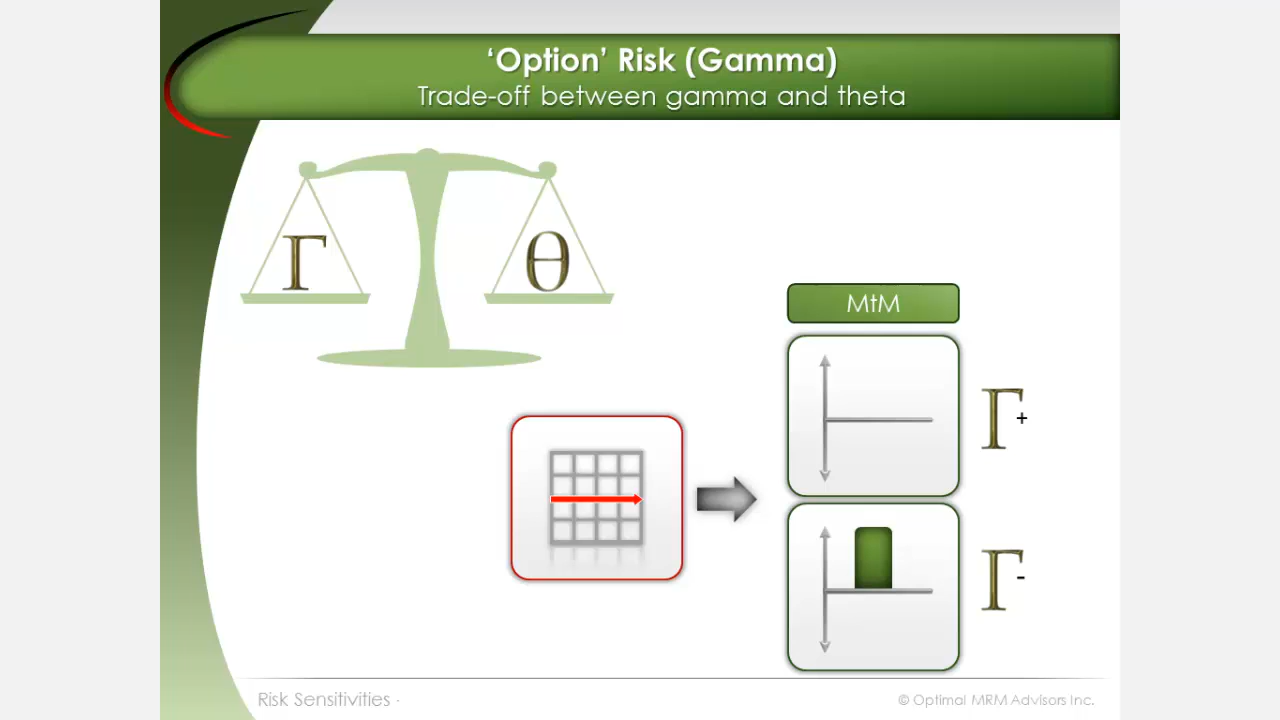 ‘Option’ Risk (Gamma)
Trade-off between gamma and theta
Γ
θ
MtM
Γ+
Γ-
Risk Sensitivities -
© Optimal MRM Advisors Inc.